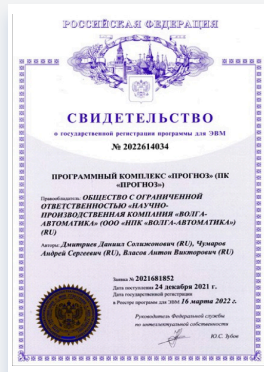 РОССИЙСКАЯ ФЕДЕРАЦИЯ
СВИДЕТЕЛЬСТВО
о государственной регистрации программы для ЭВМ
№ 2022614034
ПРОГРАММНЫЙ КОМПЛЕКС «ПРОГНОЗ» (ПК
«ПРОГНОЗ»)
Правообладатель: ОБЩЕСТВО С ОГРАНИЧЕННОЙ
ОТВЕТСТВЕННОСТЬЮ «НАУЧНО-
ПРОИЗВОДСТВЕННАЯ КОМПАНИЯ «ВОЛГА-
АВТОМАТИКА» (ООО «НПК «ВОЛГА-АВТОМАТИКА»)
(RU)
Авторы: Дмитриев Даниил Солижонович (RU), Чумаров
Андрей Сергеевич (RU), Власов Антон Викторович (RU)
Заявка № 2021681852
Дата поступления 24 декабря 2021 г.
Дата государственной регистрации
в Реестре программ для ЭВМ 16 марта 2022 г.
Руководитель Федеральной службы
по интеллектуальной собственности
Ю.С. Зубов